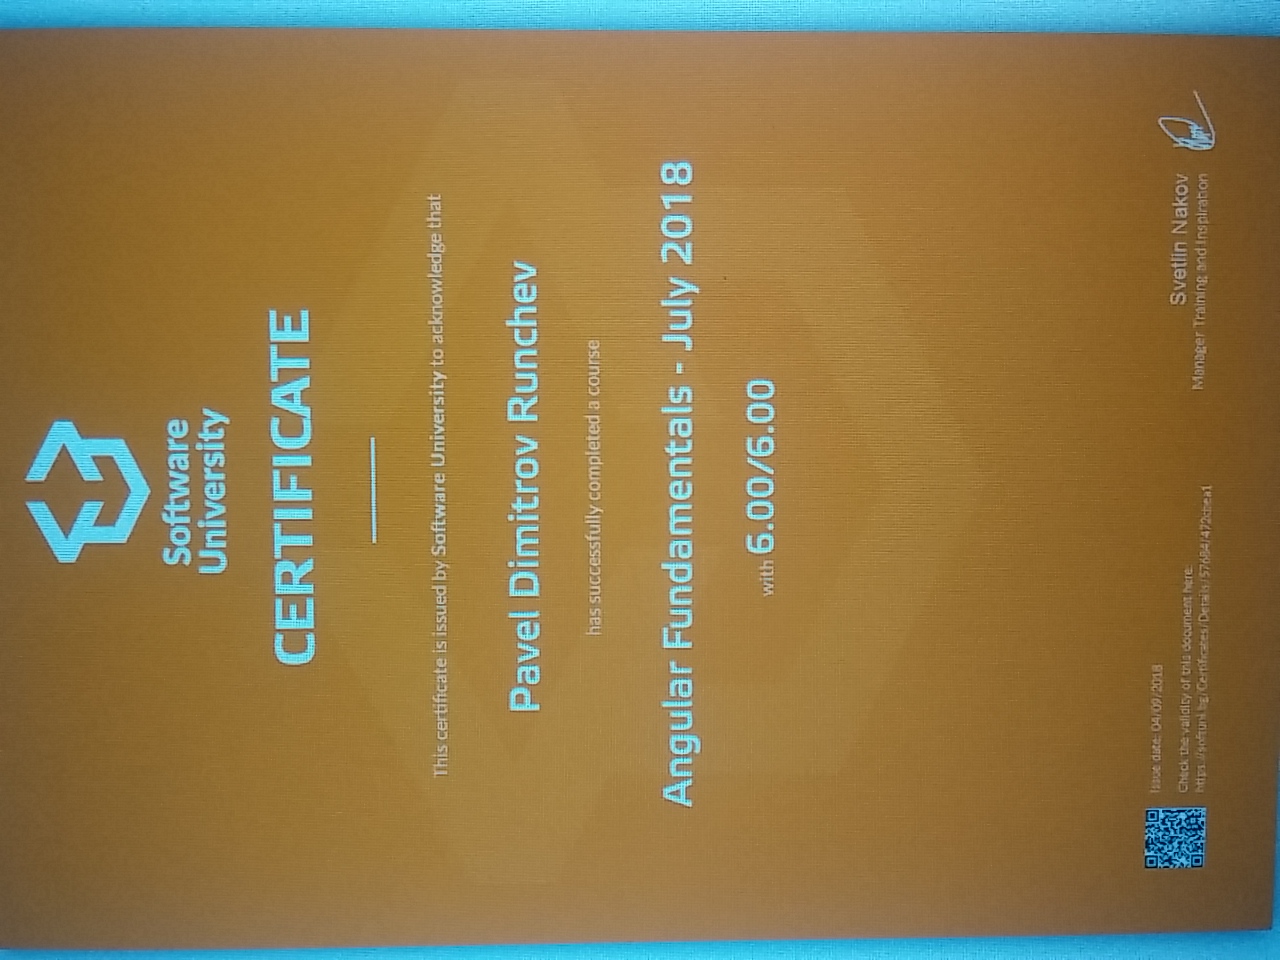 Software
University
CERTIFICATE
This certificate is issued by Software University to acknowledge that
Pavel Dimitrov Runchev
has successfully completed a course
Angular Fundamentals - July 2018
with 6.00/6.00
Issue date: 04/09/2018
Check the validity of this document here:
https://softuni.bg/Certificates/Details/57684/472cbea1
Svetlin Nakov
Manager Training and Inspiration